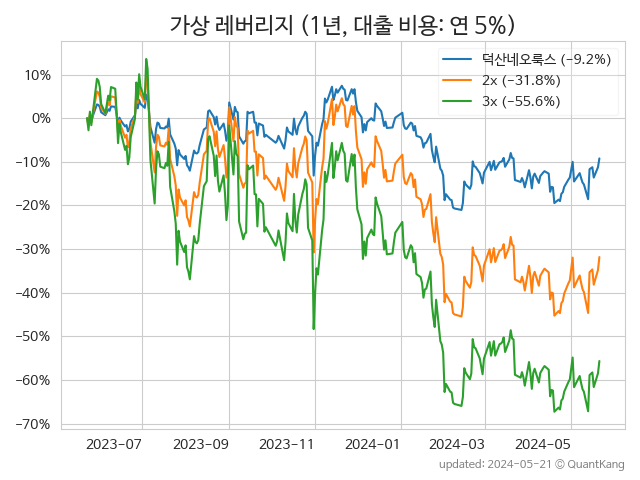 가상 레버리지 (1년, 대출 비용: 연 5%)
덕산네오룩스 (−9.2%)
2x (−31.8%)
3x (−55.6%)
10%
0%
−10%
−20%
−30%
−40%
−50%
−60%
−70%
2023-07 2023-09 2023-11 2024-01 2024-03 2024-05
updated: 2024-05-21 © QuantKang